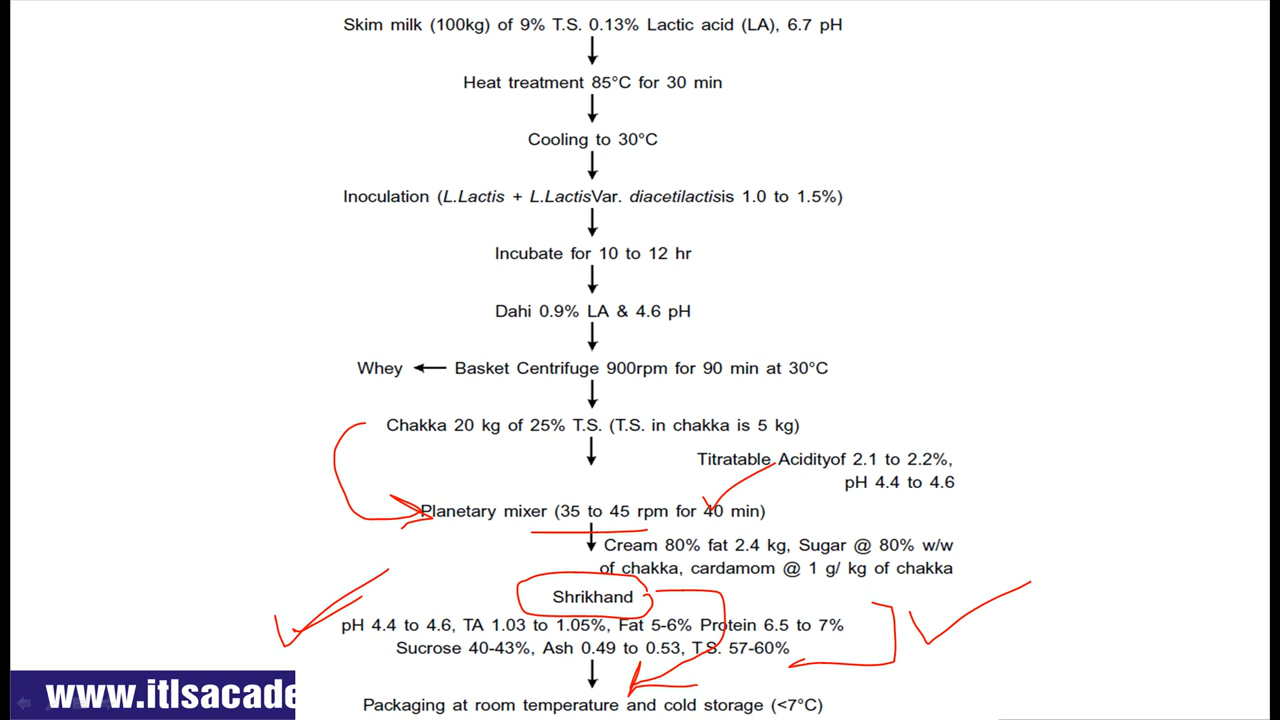 Skim milk (100kg) of 9% T.S. 0.13% Lactic acid (LA), 6.7 pH
Heat treatment 85°C for 30 min
Cooling to 30°C
Inoculation (L.Lactis + L.LactisVar. diacetilactisis 1.0 to 1.5%)
Incubate for 10 to 12 hr
Dahi 0.9% LA & 4.6 pH
Whey Basket Centrifuge 900rpm for 90 min at 30°C
Chakka 20 kg of 25% T.S. (T.S. in chakka is 5 kg)
Titratable Acidityof 2.1 to 2.2%,
pH 4.4 to 4.6
Planetary mixer (35 to 45 rpm for 40 min)
Cream 80% fat 2.4 kg, Sugar @ 80% w/w
of chakka, cardamom @ 1 g/ kg of chakka
Shrikhand
pH 4.4 to 4.6, TA 1.03 to 1.05%, Fat 5-6% Protein 6.5 to 7%
Sucrose 40-43%, Ash 0.49 to 0.53, T.S. 57-60%
Packaging at room temperature and cold storage (<7°C)
www.itlsacade